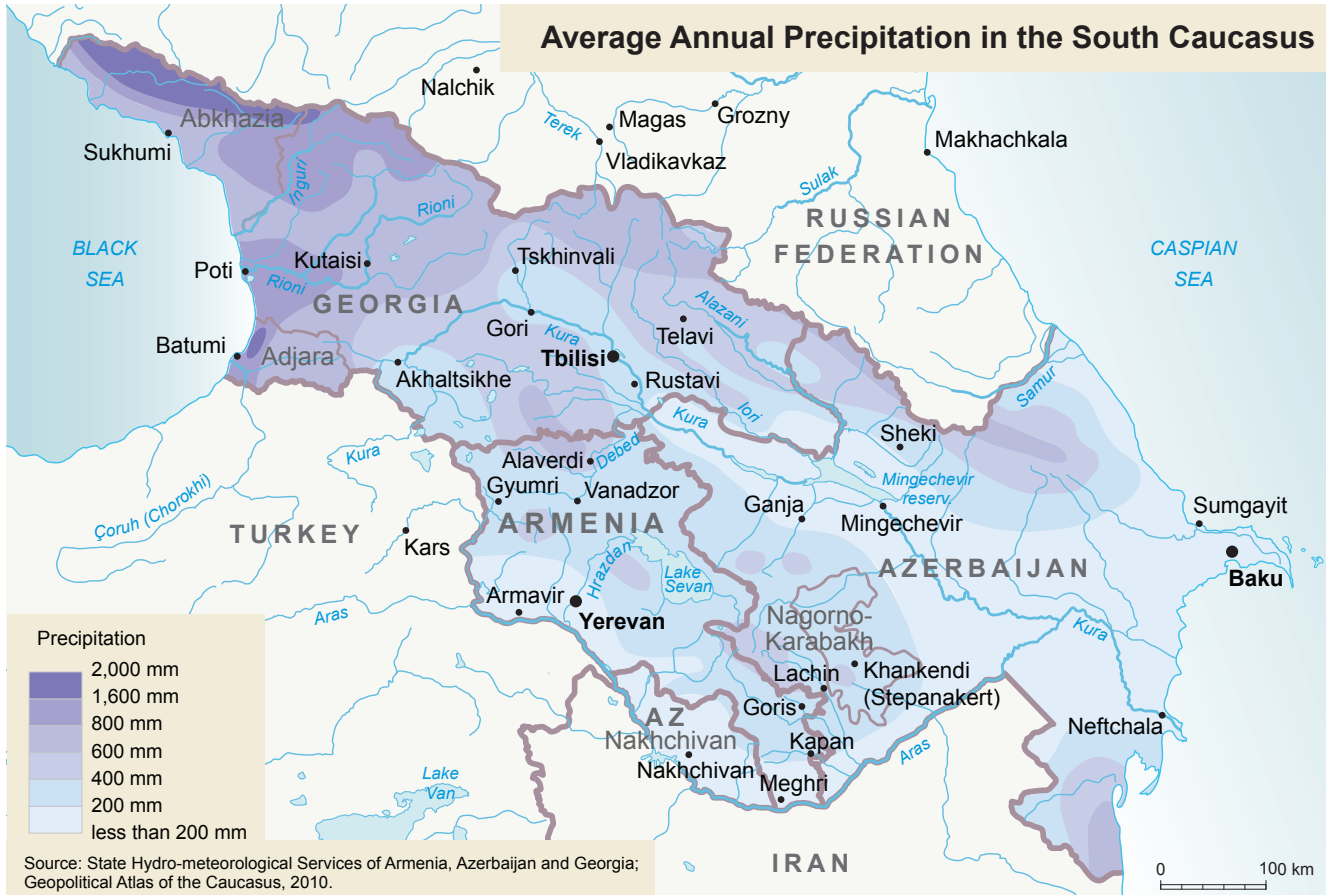 Average Annual Precipitation in the South Caucasus
Nalchik
Magas
Grozny
Terek
Vladikavkaz
Makhachkala
Abkhazia
Sukhumi
Inguri
Rioni
Sulak
RUSSIAN
FEDERATION
BLACK
SEA
CASPIAN
SEA
Poti
Kutaisi
Rioni
GEORGIA
Tskhinvali
Gori
Kura
Tbilisi
Telavi
Alazani
Batumi
Adjara
Akhaltsikhe
Rustavi
Iori
Kura
Samur
Sheki
Kura
Alaverdi
Debed
Gyumri
Vanadzor
ARMENIA
Mingechevir
reserv.
Ganja
Mingechevir
Sumgayit
Baku
Çoruh (Chorokhi)
TURKEY
Kars
Hrazdan
Lake
Sevan
AZERBAIJAN
Aras
Armavir
Yerevan
Nagorno-
Karabakh
Kura
Lachin
Khankendi
(Stepanakert)
Goris
AZ
Nakhchivan
Nakhchivan
Kapan
Aras
Neftchala
Meghri
Lake
Van
IRAN
Precipitation
2,000 mm
1,600 mm
800 mm
600 mm
400 mm
200 mm
less than 200 mm
Source: State Hydro-meteorological Services of Armenia, Azerbaijan and Georgia;
Geopolitical Atlas of the Caucasus, 2010.
0 100 km